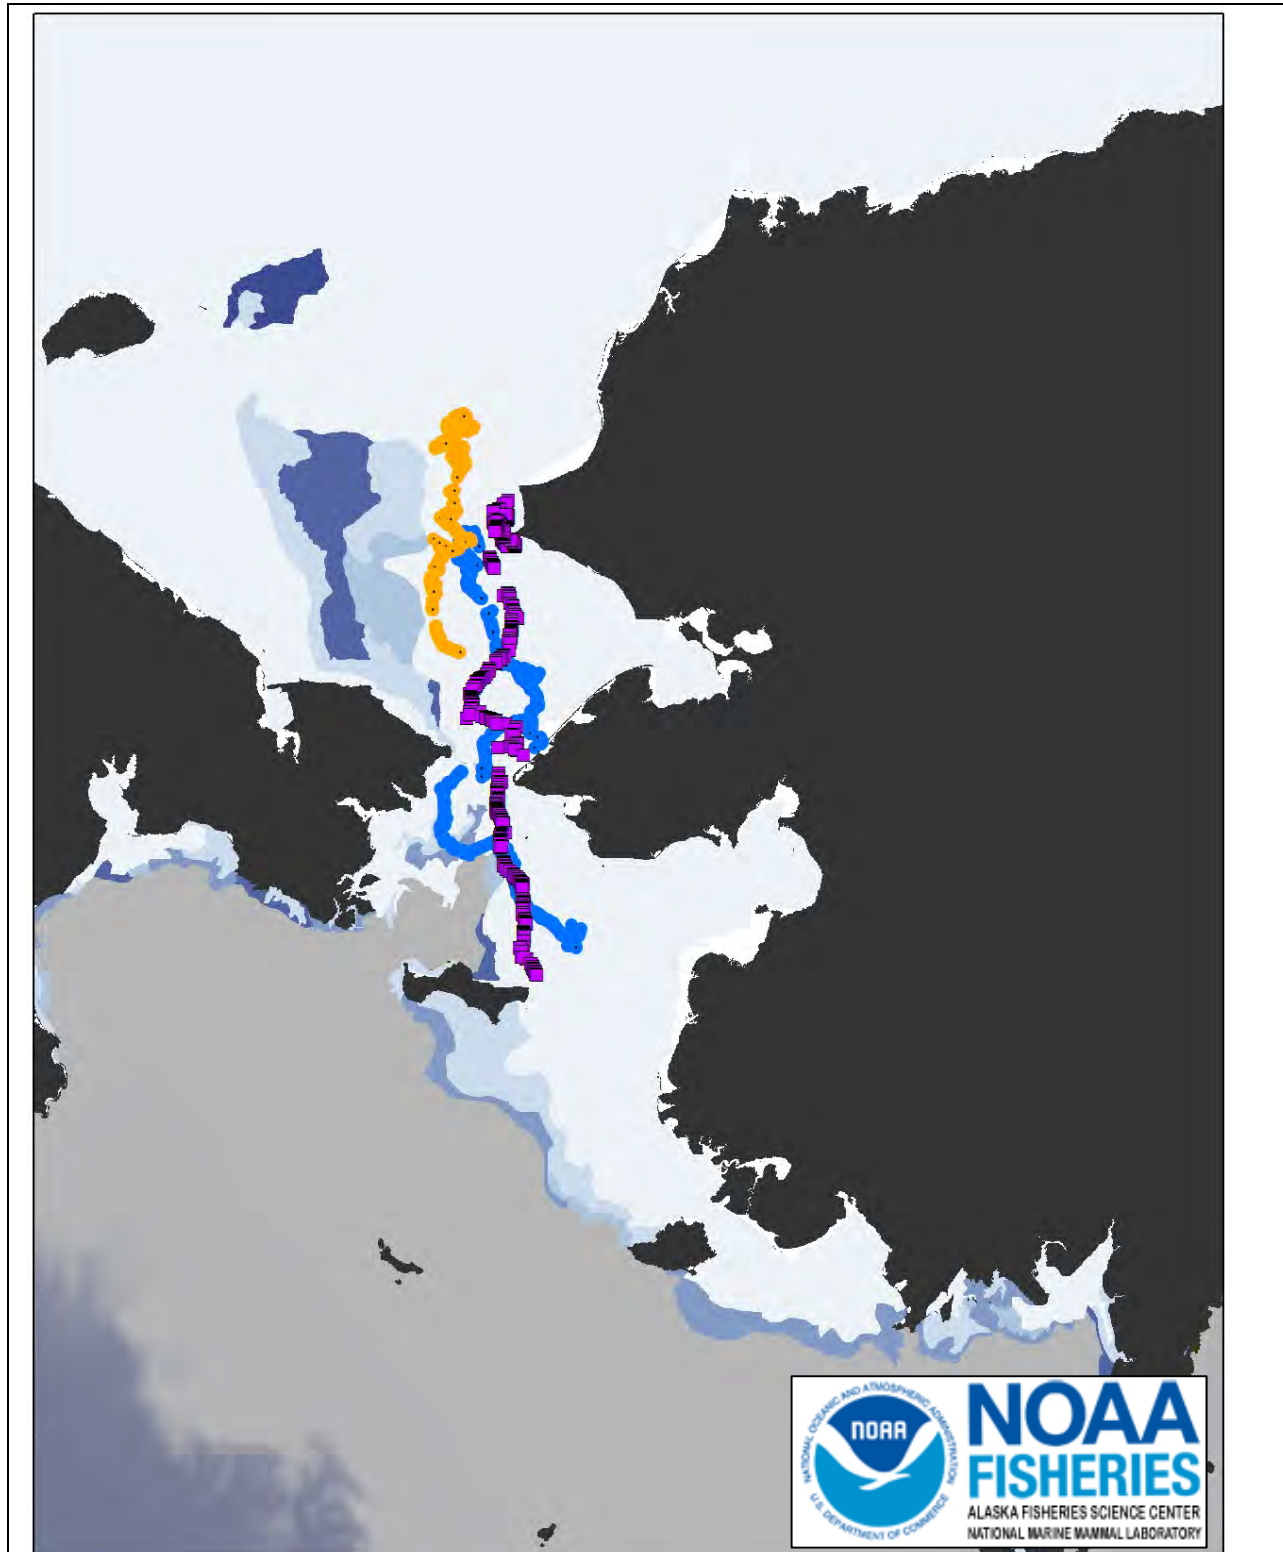 NATIONAL OCEANIC AND ATMOSPHERIC ADMINISTRATION
U.S. DEPARTMENT OF COMMERCE
NOAA
NOAA
FISHERIES
ALASKA FISHERIES SCIENCE CENTER
NATIONAL MARINE MAMMAL LABORATORY